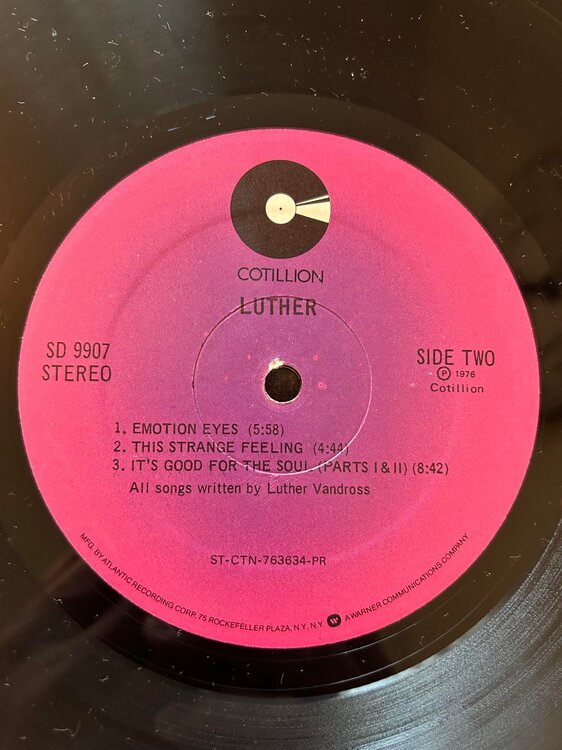 COTILLION
LUTHER
SD 9907
STEREO
SIDE TWO
Ⓟ 1976
Cotillion
1. EMOTION EYES (5:58)
2. THIS STRANGE FEELING (4:44)
3. IT'S GOOD FOR THE SOUL (PARTS I & II) (8:42)
All songs written by Luther Vandross
ST-CTN-763634-PR
MFG. BY ATLANTIC RECORDING CORP. 75 ROCKEFELLER PLAZA, N.Y. N.Y. A WARNER COMMUNICATIONS COMPANY